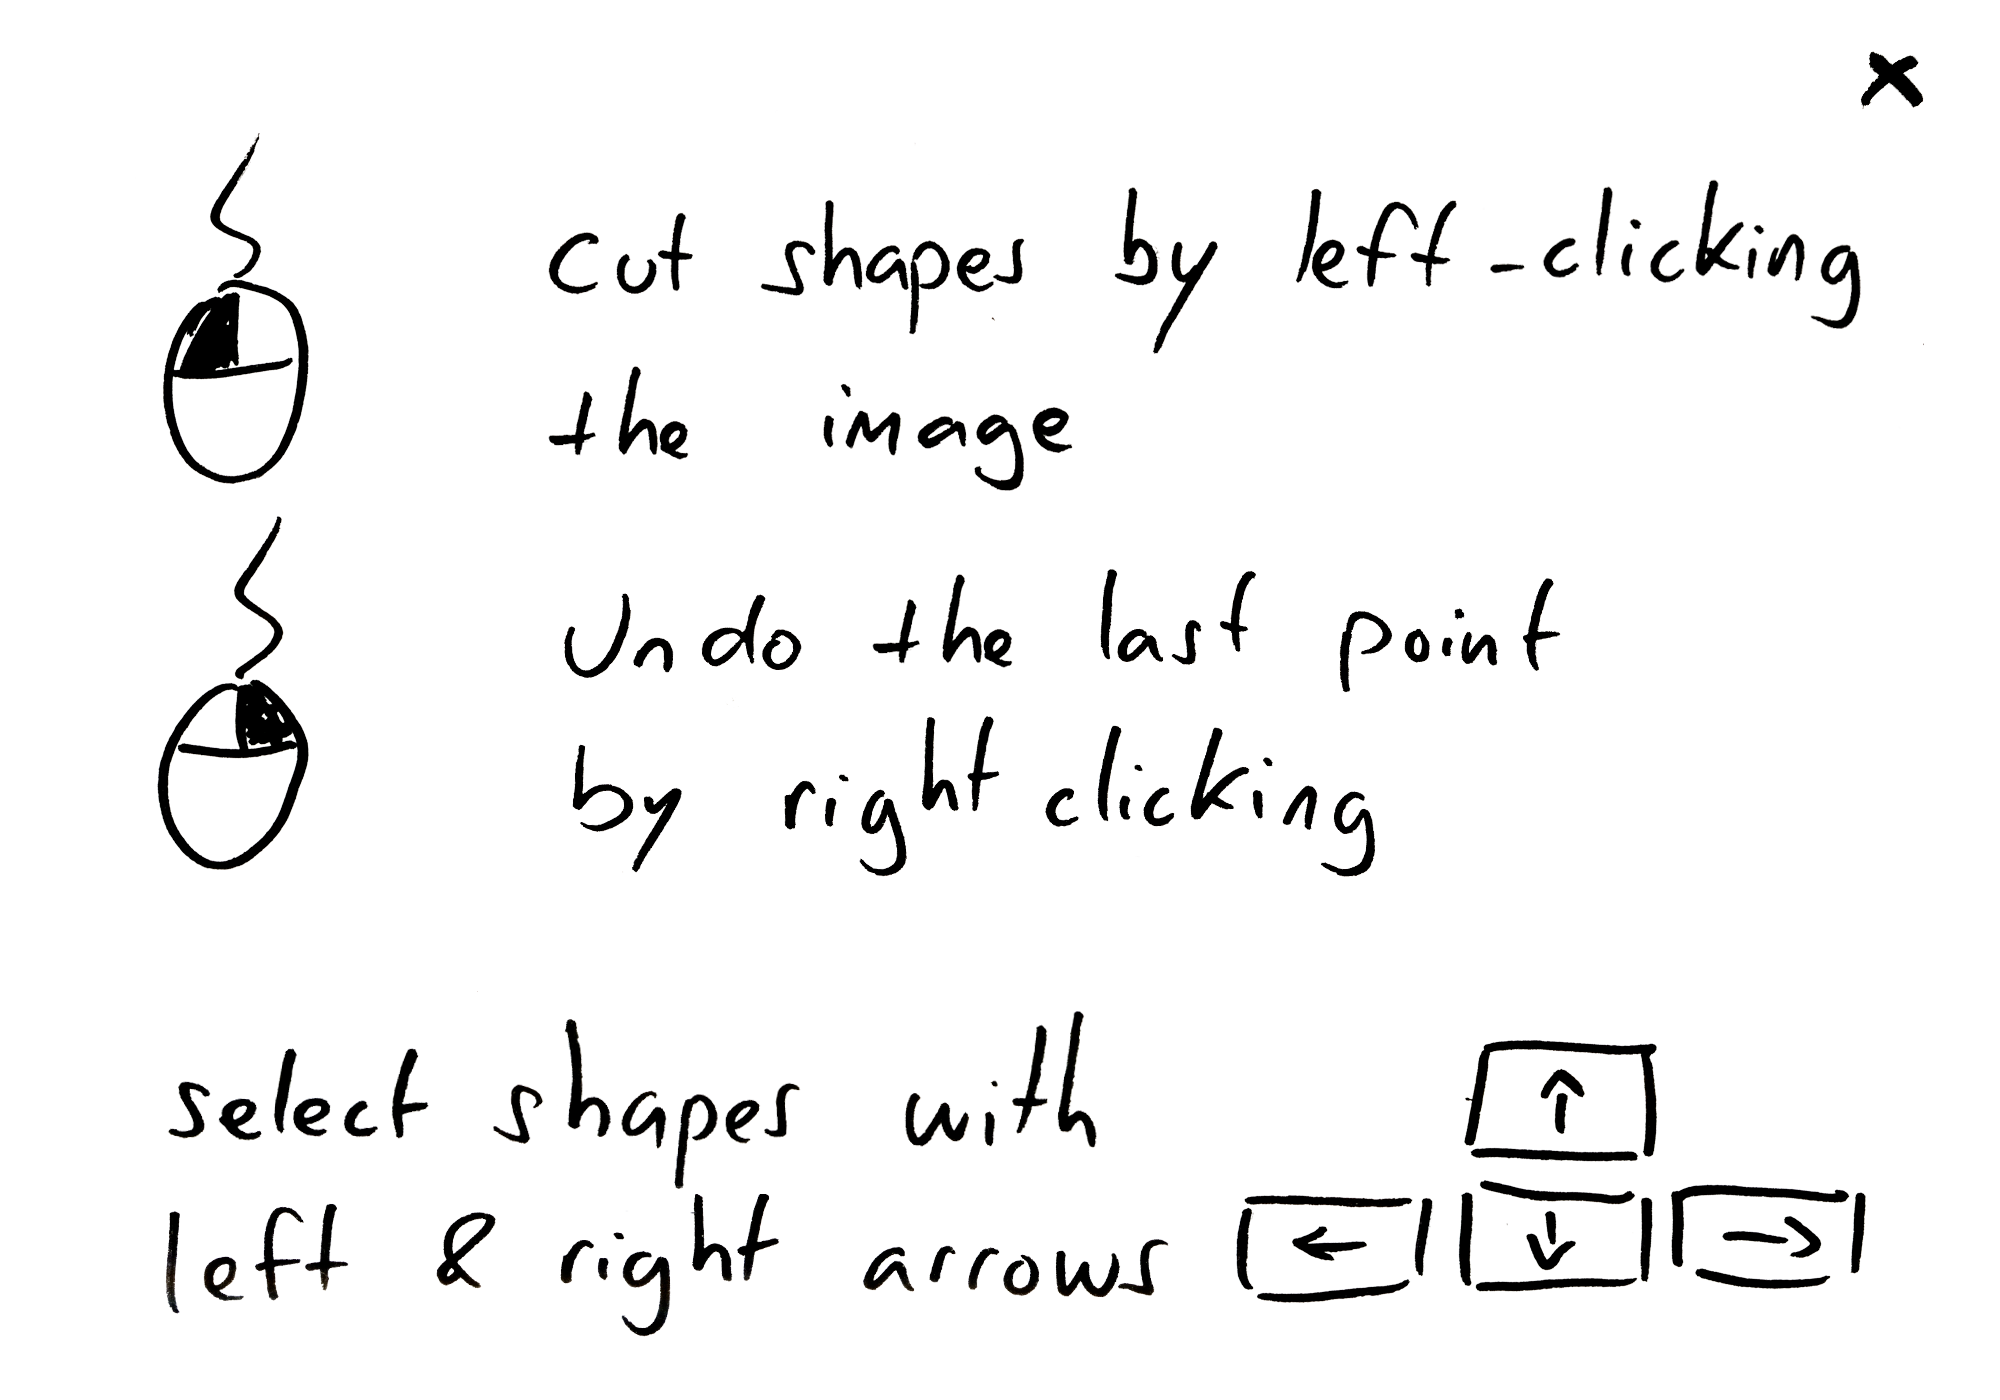 cut shapes by left-clicking
the image
Undo the last point
by right clicking
select shapes with
left & right arrows